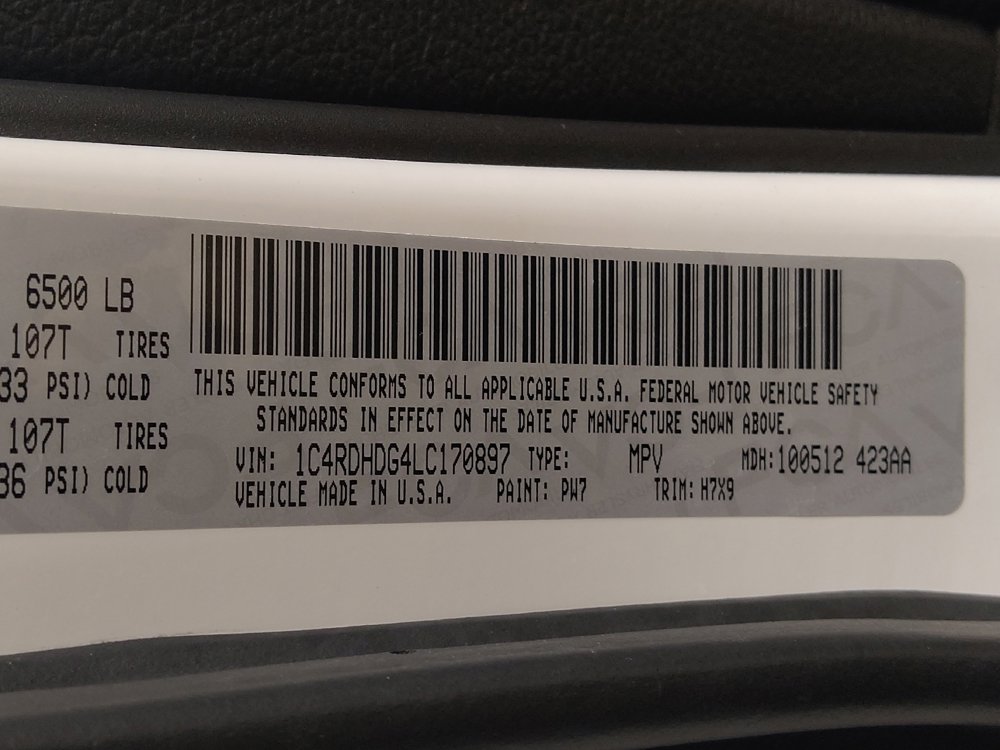 6500 LB
107T TIRES
33 PSI) COLD
107T TIRES
36 PSI) COLD
THIS VEHICLE CONFORMS TO ALL APPLICABLE U.S.A. FEDERAL MOTOR VEHICLE SAFETY
STANDARDS IN EFFECT ON THE DATE OF MANUFACTURE SHOWN ABOVE.
VIN: 1C4RDHDG4LC170897 TYPE: MPV MDH:100512 423AA
VEHICLE MADE IN U.S.A. PAINT: PW7 TRIM: H7X9